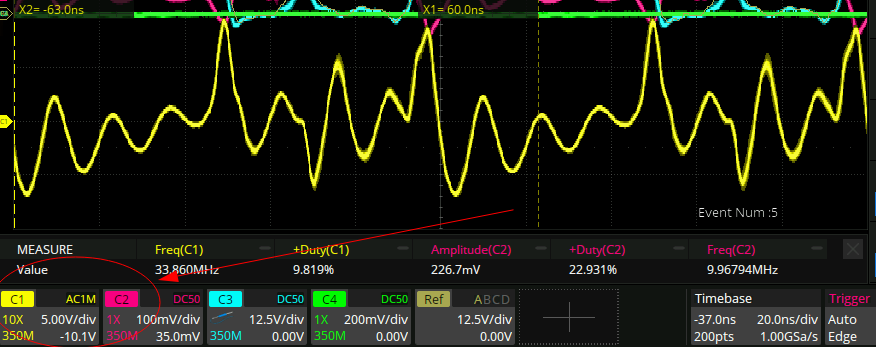 X2= -63.0ns X1= 60.0ns
C1
Event Num :5
MEASURE Freq(C1) +Duty(C1) Amplitude(C2) +Duty(C2) Freq(C2)
Value 33.860MHz 9.819% 226.7mV 22.931% 9.96794MHz
C1 AC1M C2 DC50 C3 DC50 C4 DC50 Ref ABCD Timebase Trigger
10X 5.00V/div 1X 100mV/div 12.5V/div 1X 200mV/div 12.5V/div -37.0ns 20.0ns/div Auto
350M -10.1V 350M 35.0mV 350M 0.00V 350M 0.00V 0.00V 200pts 1.00GSa/s Edge